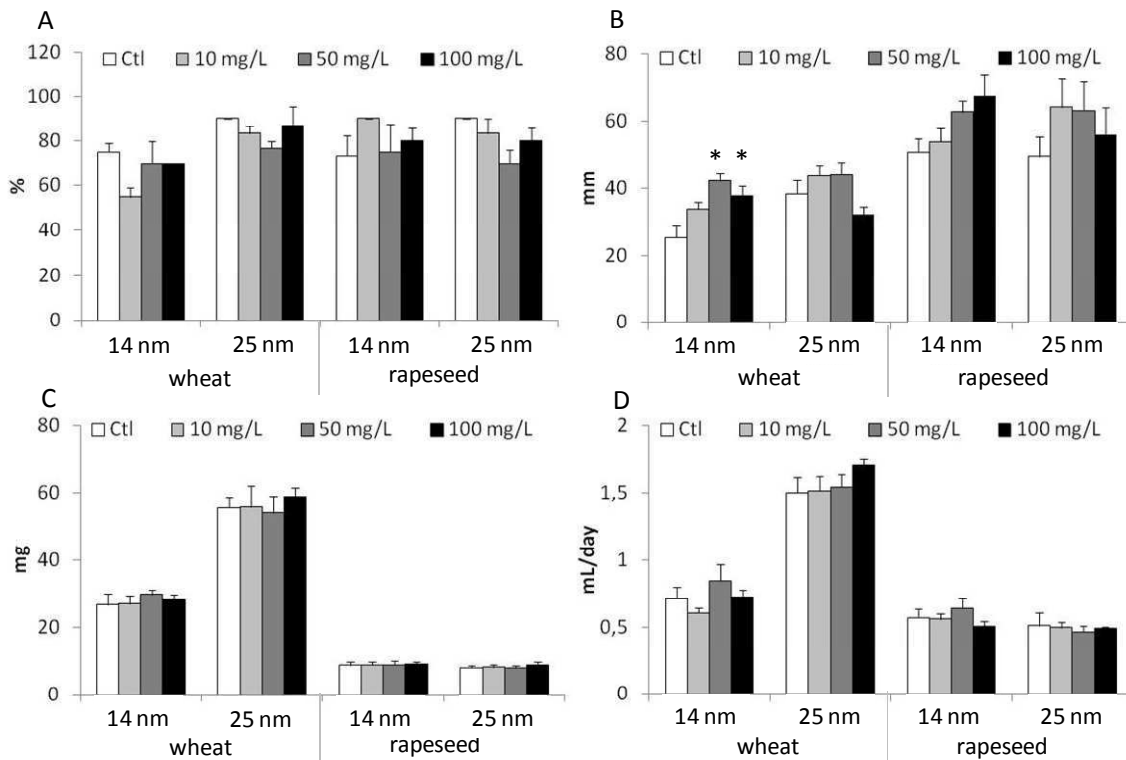 A
Ctl 10 mg/L 50 mg/L 100 mg/L
120
100
80
60
40
20
0
%
14 nm 25 nm 14 nm 25 nm
wheat rapeseed
B
Ctl 10 mg/L 50 mg/L 100 mg/L
80
60
40
20
0
mm
* *
14 nm 25 nm 14 nm 25 nm
wheat rapeseed
C
Ctl 10 mg/L 50 mg/L 100 mg/L
80
60
40
20
0
mg
14 nm 25 nm 14 nm 25 nm
wheat rapeseed
D
Ctl 10 mg/L 50 mg/L 100 mg/L
2
1,5
1
0,5
0
mL/day
14 nm 25 nm 14 nm 25 nm
wheat rapeseed